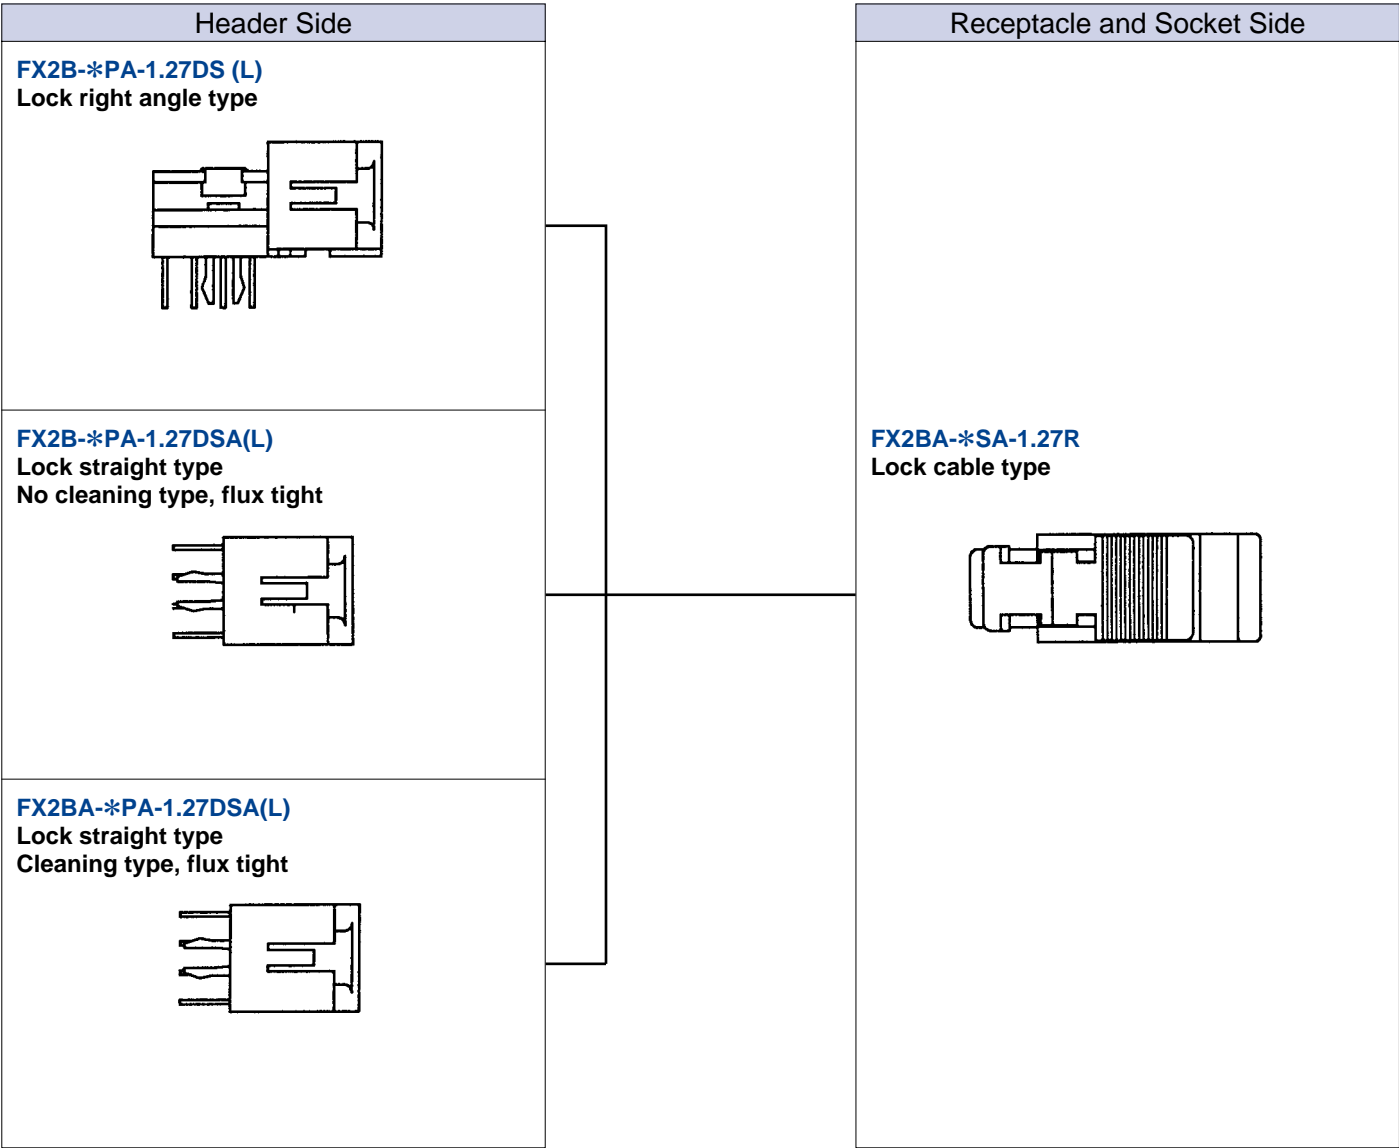 Header Side
Receptacle and Socket Side
FX2B-*PA-1.27DS (L)
Lock right angle type
FX2B-*PA-1.27DSA(L)
Lock straight type
No cleaning type, flux tight
FX2BA-*SA-1.27R
Lock cable type
FX2BA-*PA-1.27DSA(L)
Lock straight type
Cleaning type, flux tight